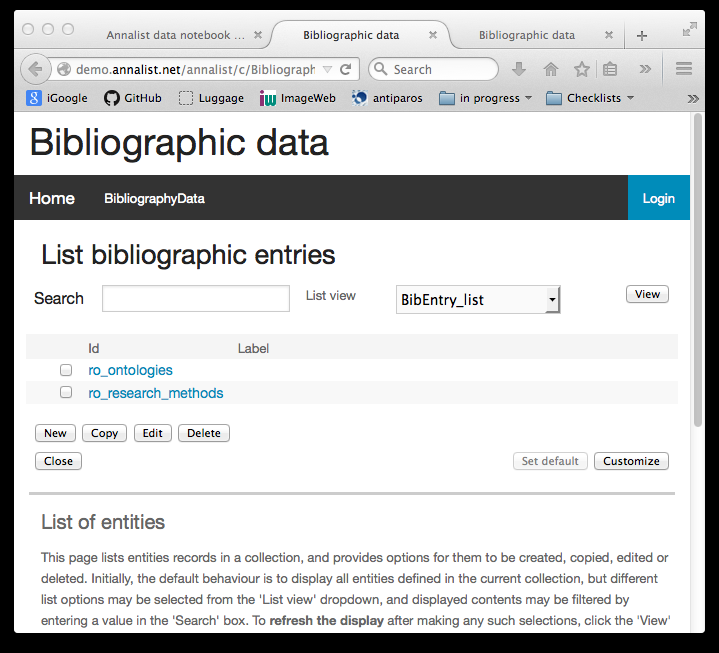 Annalist data notebook ...
Bibliographic data
Bibliographic data
demo.annalist.net/annalist/c/Bibliograph
Search
iGoogle
GitHub
Luggage
ImageWeb
antiparos
in progress
Checklists
Bibliographic data
Home
BibliographyData
Login
List bibliographic entries
Search
List view
BibEntry_list
View
Id
Label
ro_ontologies
ro_research_methods
New
Copy
Edit
Delete
Close
Set default
Customize
List of entities
This page lists entities records in a collection, and provides options for them to be created, copied, edited or
deleted. Initially, the default behaviour is to display all entities defined in the current collection, but different
list options may be selected from the 'List view' dropdown, and displayed contents may be filtered by
entering a value in the 'Search' box. To refresh the display after making any such selections, click the 'View'